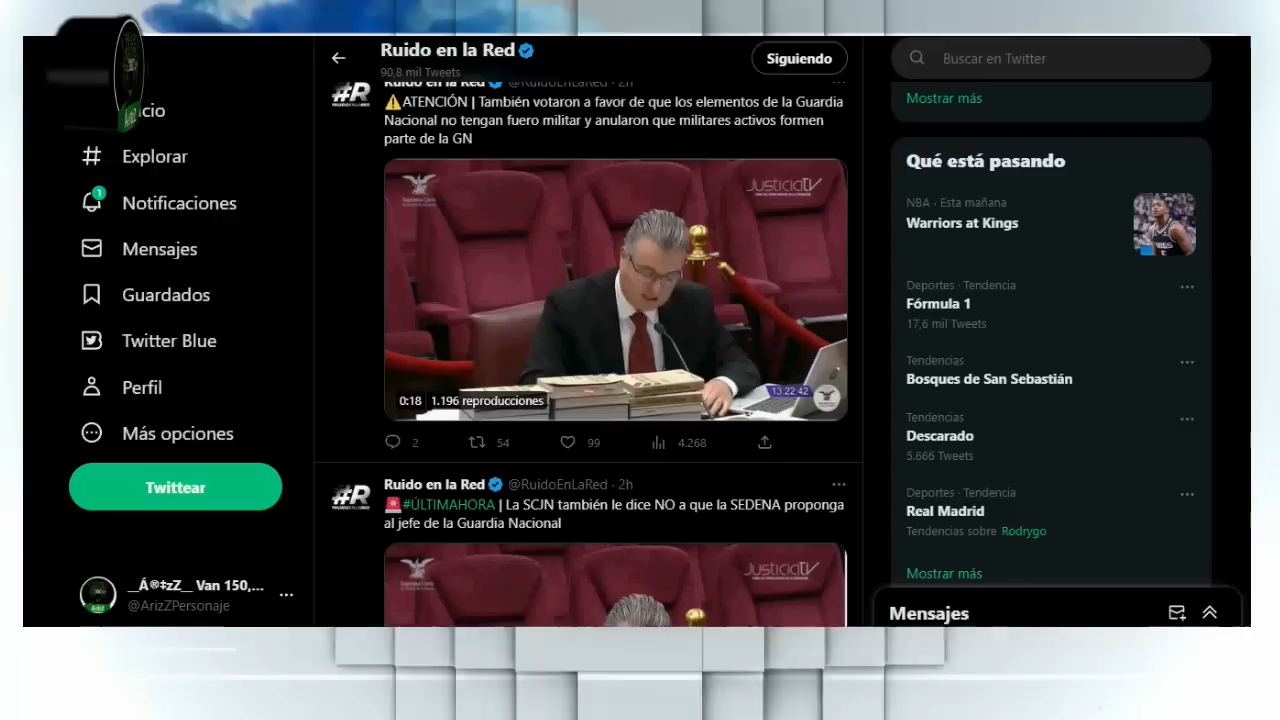 icio
Explorar
1
Notificaciones
Mensajes
Guardados
Twitter Blue
Perfil
Más opciones
Twittear
__Á®‡zZ__ Van 150,...
@ArizZPersonaje
Ruido en la Red
90,8 mil Tweets
Siguiendo
#R
Ruido en la Red @RuidoEnLaRed · 2h
⚠️ATENCIÓN | También votaron a favor de que los elementos de la Guardia
Nacional no tengan fuero militar y anularon que militares activos formen
parte de la GN
JUSTICIATV
13:22:42
0:18 1.196 reproducciones
2 54 99 4.268
#R
Ruido en la Red @RuidoEnLaRed · 2h
🚨#ÚLTIMAHORA | La SCJN también le dice NO a que la SEDENA proponga
al jefe de la Guardia Nacional
JUSTICIATV
Buscar en Twitter
Mostrar más
Qué está pasando
NBA · Esta mañana
Warriors at Kings
Deportes · Tendencia
Fórmula 1
17,6 mil Tweets
Tendencias
Bosques de San Sebastián
Tendencias
Descarado
5.666 Tweets
Deportes · Tendencia
Real Madrid
Tendencias sobre Rodrygo
Mostrar más
Mensajes